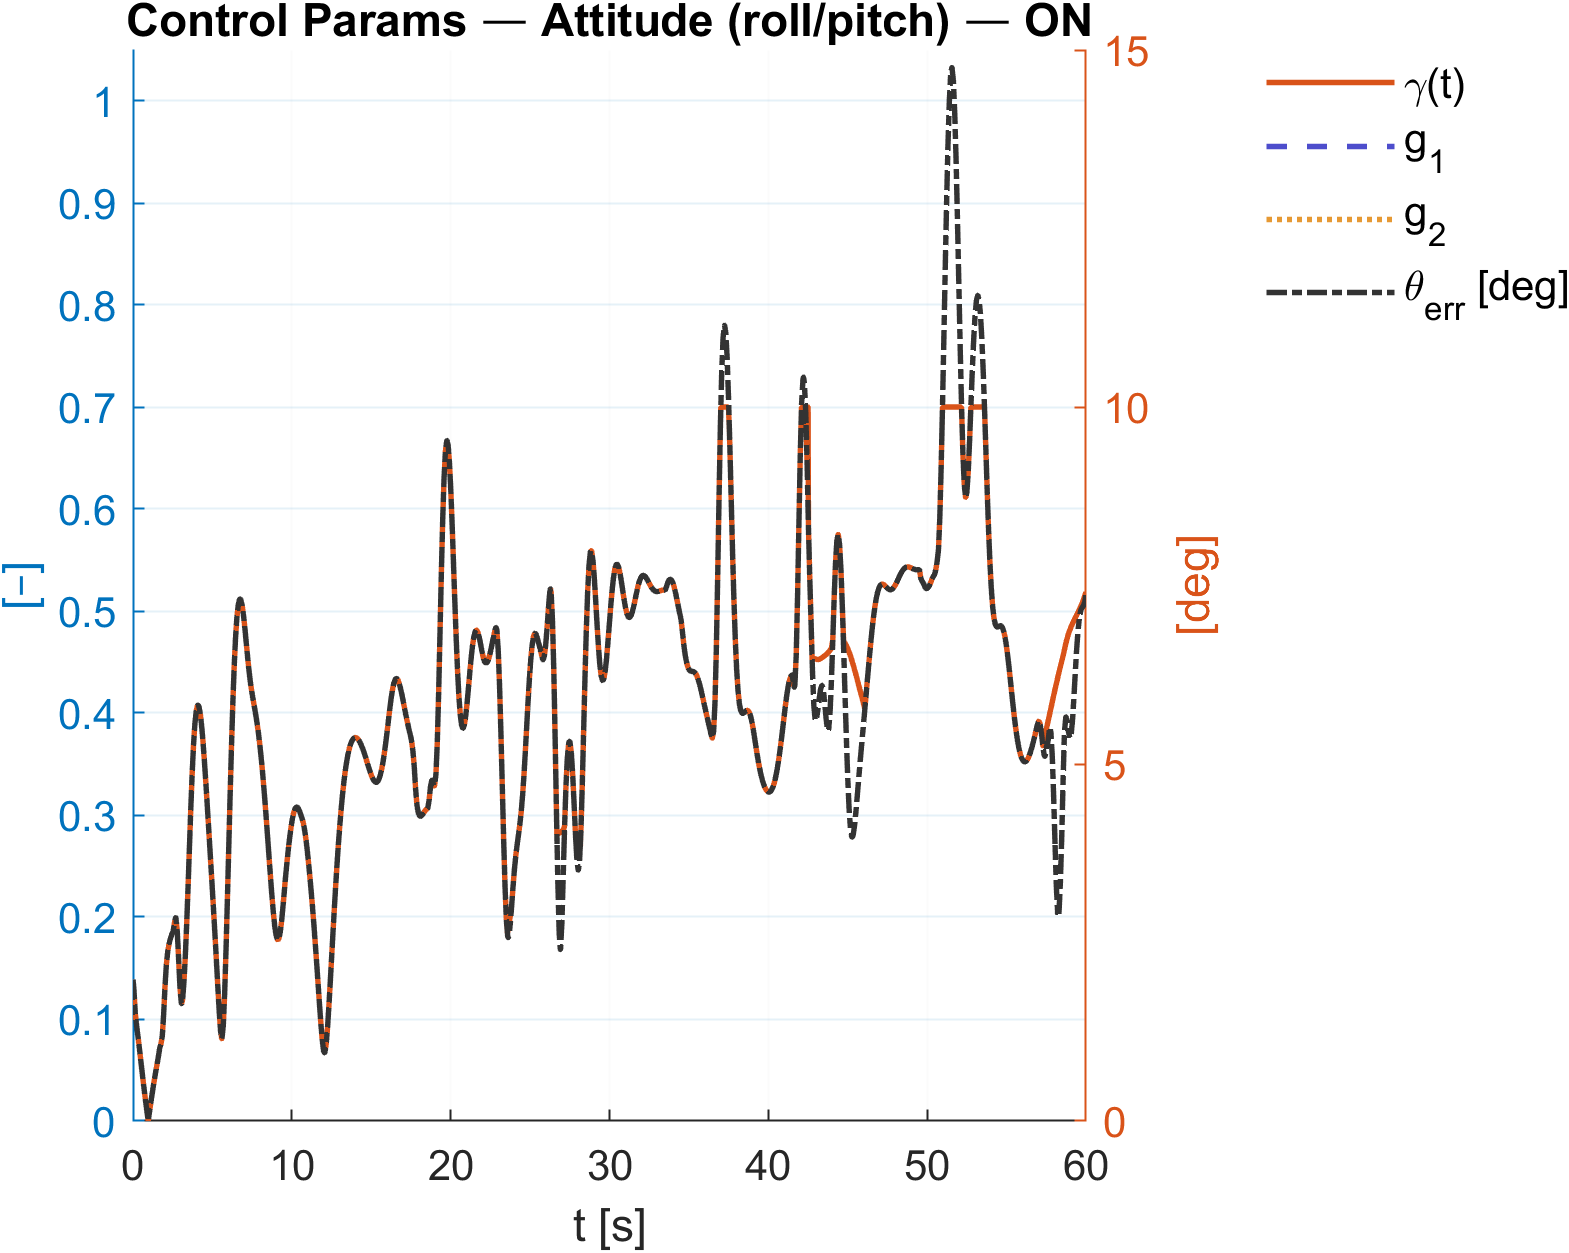 Control Params — Attitude (roll/pitch) — ON
[–]
1
0.9
0.8
0.7
0.6
0.5
0.4
0.3
0.2
0.1
0
15
10
5
0
[deg]
0 10 20 30 40 50 60
t [s]
γ(t)
g1
g2
θerr [deg]